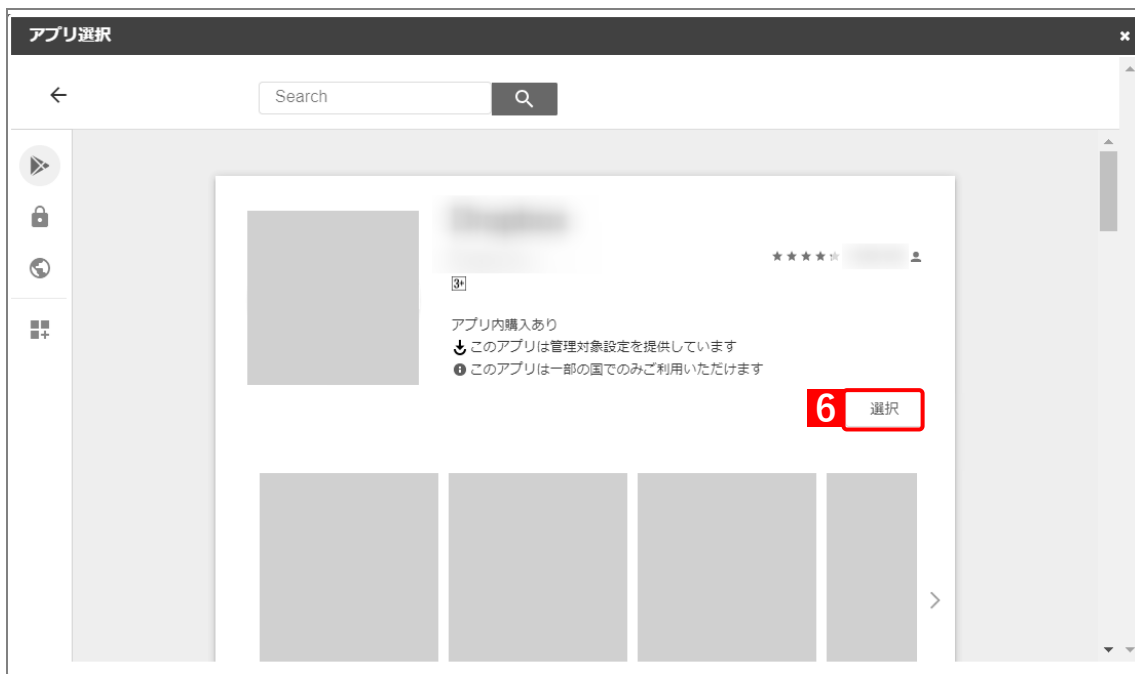 アプリ選択
Search
3+
アプリ内購入あり
このアプリは管理対象設定を提供しています
このアプリは一部の国でのみご利用いただけます
6 選択